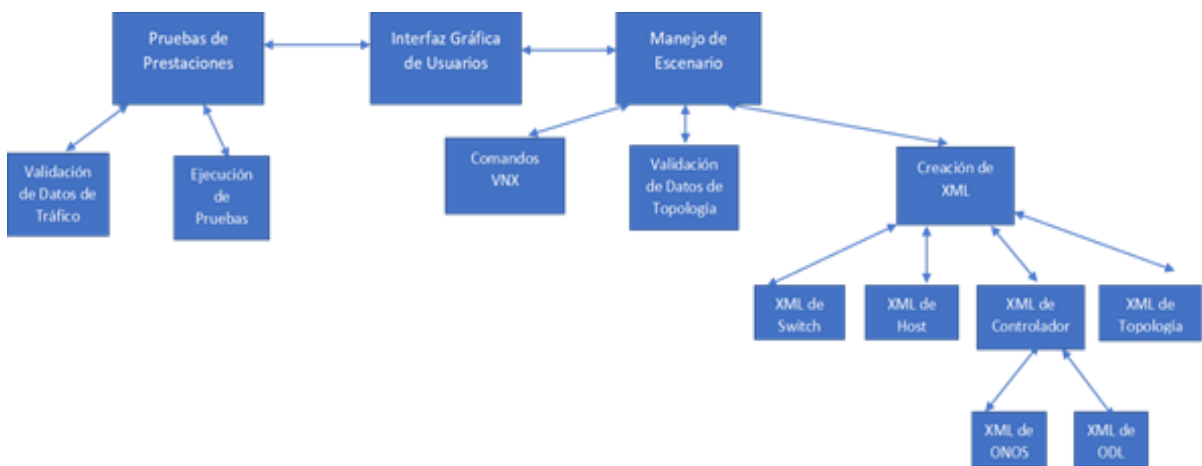 Pruebas de
Prestaciones
Interfaz Gráfica
de Usuarios
Manejo de
Escenario
Validación
de Datos de
Tráfico
Ejecución
de
Pruebas
Comandos
VNX
Validación
de Datos de
Topología
Creación de
XML
XML de
Switch
XML de
Host
XML de
Controlador
XML de
Topología
XML de
ONOS
XML de
ODL